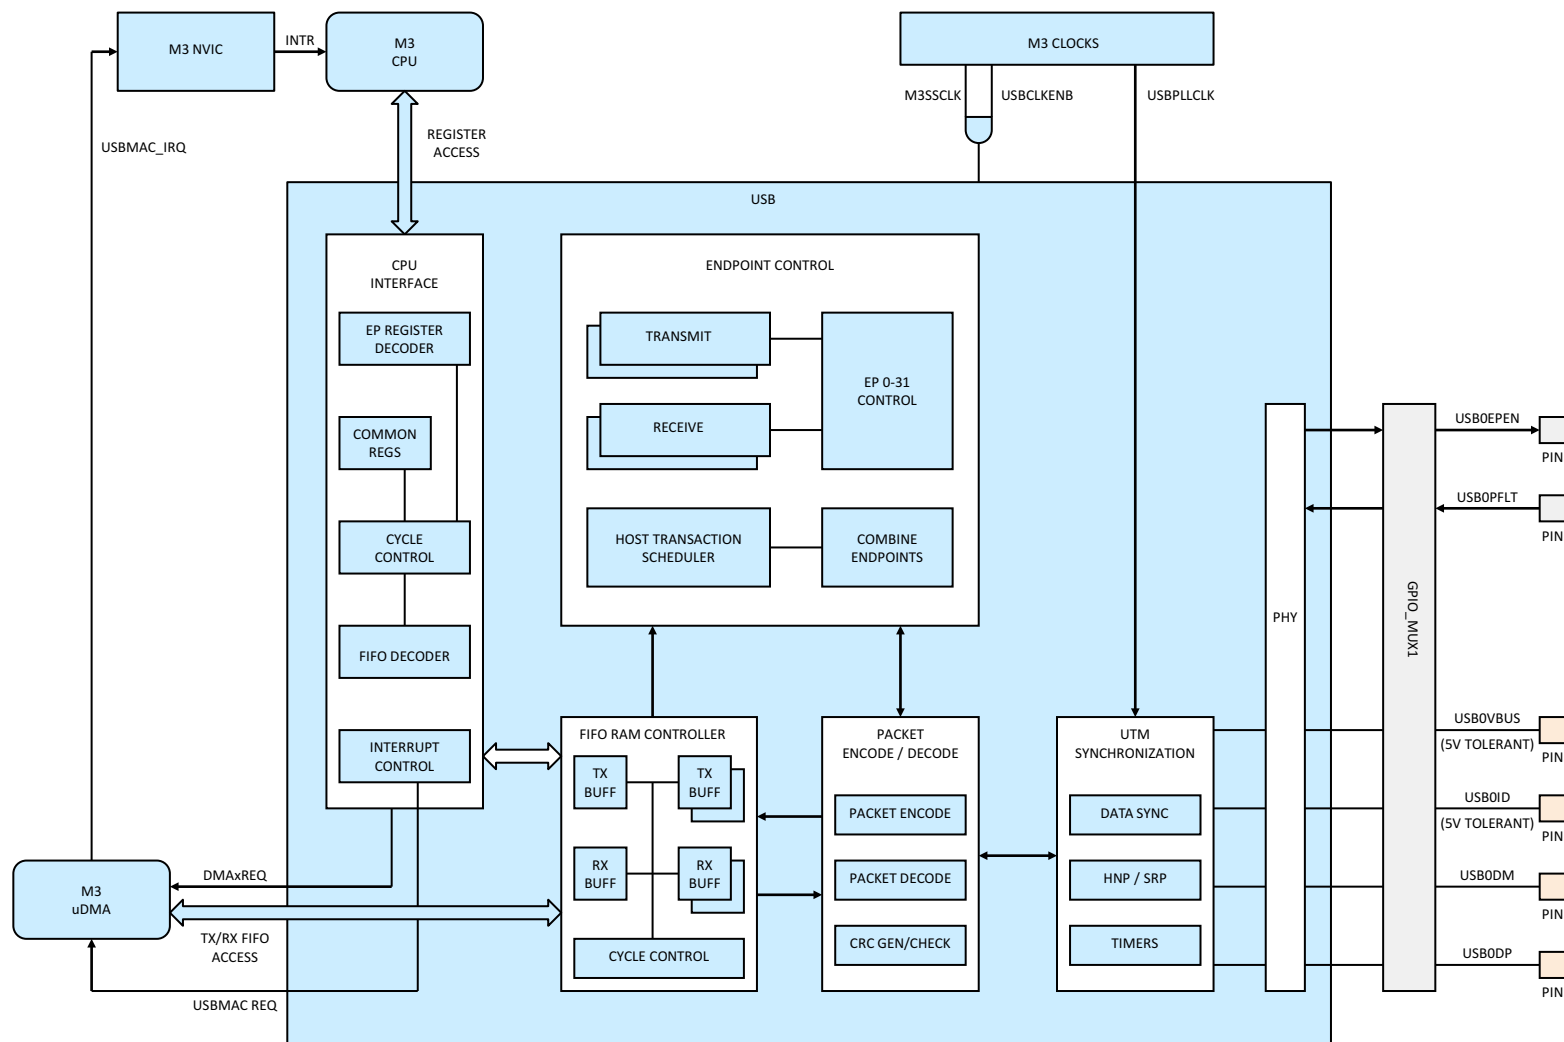 M3 NVIC
INTR
M3
CPU
M3 CLOCKS
M3SSCLK
USBCLKENB
USBPLLCLK
USBMAC_IRQ
REGISTER
ACCESS
USB
CPU
INTERFACE
EP REGISTER
DECODER
COMMON
REGS
CYCLE
CONTROL
FIFO DECODER
INTERRUPT
CONTROL
ENDPOINT CONTROL
TRANSMIT
RECEIVE
EP 0-31
CONTROL
HOST TRANSACTION
SCHEDULER
COMBINE
ENDPOINTS
FIFO RAM CONTROLLER
TX
BUFF
TX
BUFF
RX
BUFF
RX
BUFF
CYCLE CONTROL
PACKET
ENCODE / DECODE
PACKET ENCODE
PACKET DECODE
CRC GEN/CHECK
UTM
SYNCHRONIZATION
DATA SYNC
HNP / SRP
TIMERS
PHY
GPIO_MUX1
USB0EPEN
PIN
USB0PFLT
PIN
USB0VBUS
(5V TOLERANT)
PIN
USB0ID
(5V TOLERANT)
PIN
USB0DM
PIN
USB0DP
PIN
M3
uDMA
DMAxREQ
TX/RX FIFO
ACCESS
USBMAC REQ